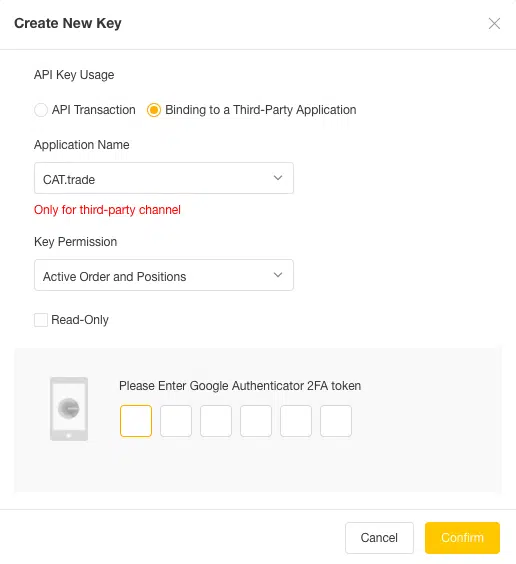 Create New Key
API Key Usage
API Transaction Binding to a Third-Party Application
Application Name
CAT.trade
Only for third-party channel
Key Permission
Active Order and Positions
Read-Only
Please Enter Google Authenticator 2FA token
Cancel Confirm